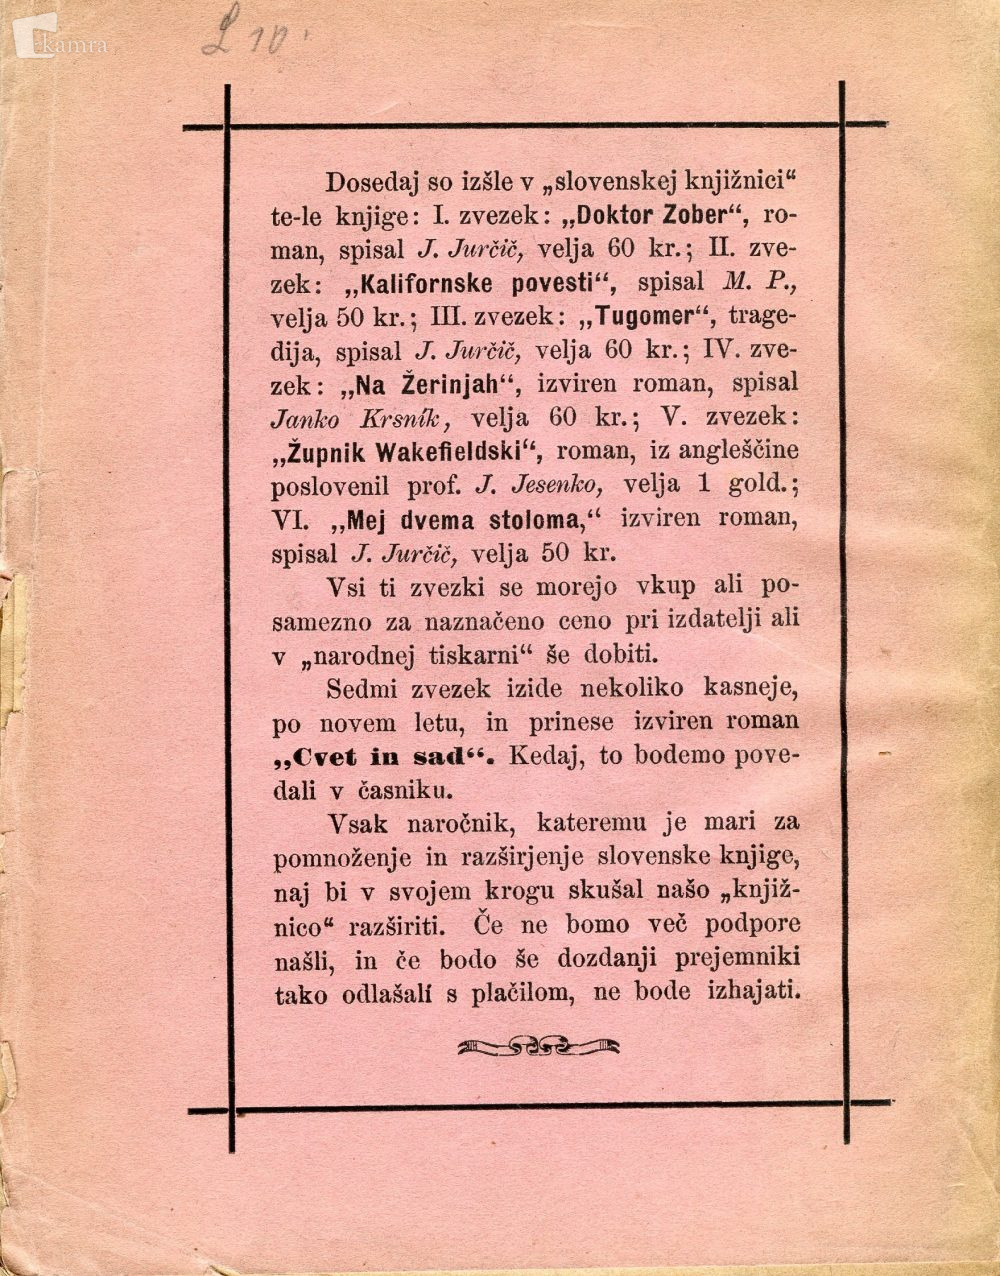 kamra
L 10.
Dosedaj so izšle v „slovenskej knjižnici“
te-le knjige: I. zvezek: „Doktor Zober“, ro-
man, spisal J. Jurčič, velja 60 kr.; II. zve-
zek: „Kalifornske povesti“, spisal M. P.,
velja 50 kr.; III. zvezek: „Tugomer“, trage-
dija, spisal J. Jurčič, velja 60 kr.; IV. zve-
zek: „Na Žerinjah“, izviren roman, spisal
Janko Krsnik, velja 60 kr.; V. zvezek:
„Župnik Wakefieldski“, roman, iz angleščine
poslovenil prof. J. Jesenko, velja 1 gold.;
VI. „Mej dvema stoloma,“ izviren roman,
spisal J. Jurčič, velja 50 kr.
Vsi ti zvezki se morejo vkup ali po-
samezno za naznačeno ceno pri izdatelji ali
v „narodnej tiskarni“ še dobiti.
Sedmi zvezek izide nekoliko kasneje,
po novem letu, in prinese izviren roman
„Cvet in sad“. Kedaj, to bodemo pove-
dali v časniku.
Vsak naročnik, kateremu je mari za
pomnoženje in razširjenje slovenske knjige,
naj bi v svojem krogu skušal našo „knjiž-
nico“ razširiti. Če ne bomo več podpore
našli, in če bodo še dozdanji prejemniki
tako odlašali s plačilom, ne bode izhajati.